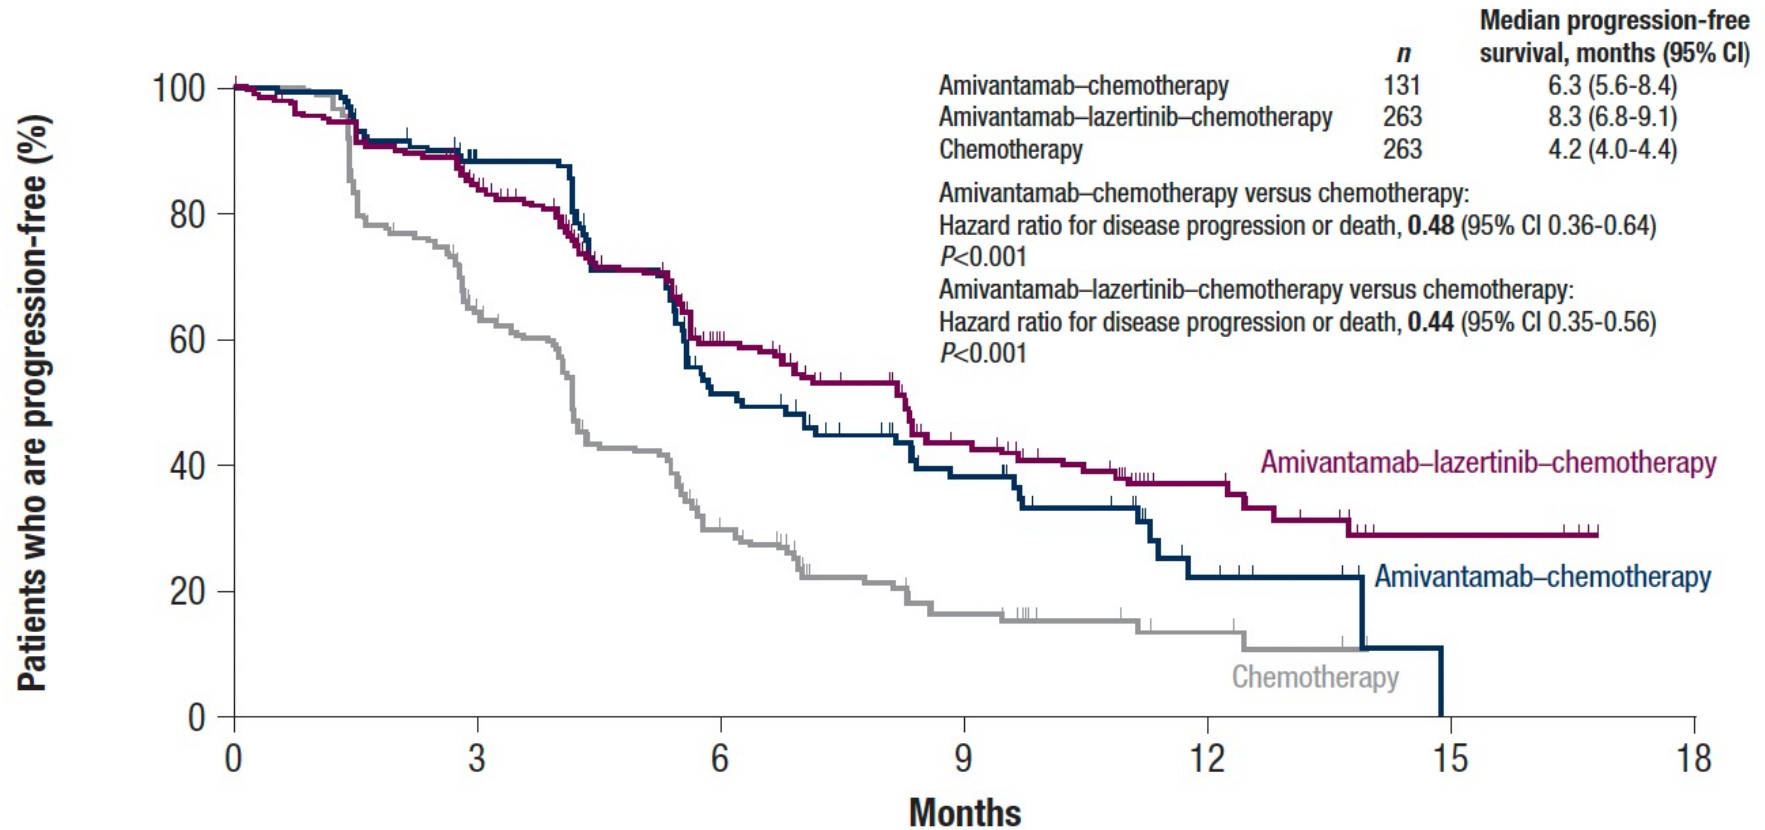 Median progression-free
n survival, months (95% CI)
Amivantamab–chemotherapy 131 6.3 (5.6-8.4)
Amivantamab–lazertinib–chemotherapy 263 8.3 (6.8-9.1)
Chemotherapy 263 4.2 (4.0-4.4)
Amivantamab–chemotherapy versus chemotherapy:
Hazard ratio for disease progression or death, 0.48 (95% CI 0.36-0.64)
P<0.001
Amivantamab–lazertinib–chemotherapy versus chemotherapy:
Hazard ratio for disease progression or death, 0.44 (95% CI 0.35-0.56)
P<0.001
Patients who are progression-free (%)
100
80
60
40
20
0
Amivantamab–lazertinib–chemotherapy
Amivantamab–chemotherapy
Chemotherapy
0 3 6 9 12 15 18
Months